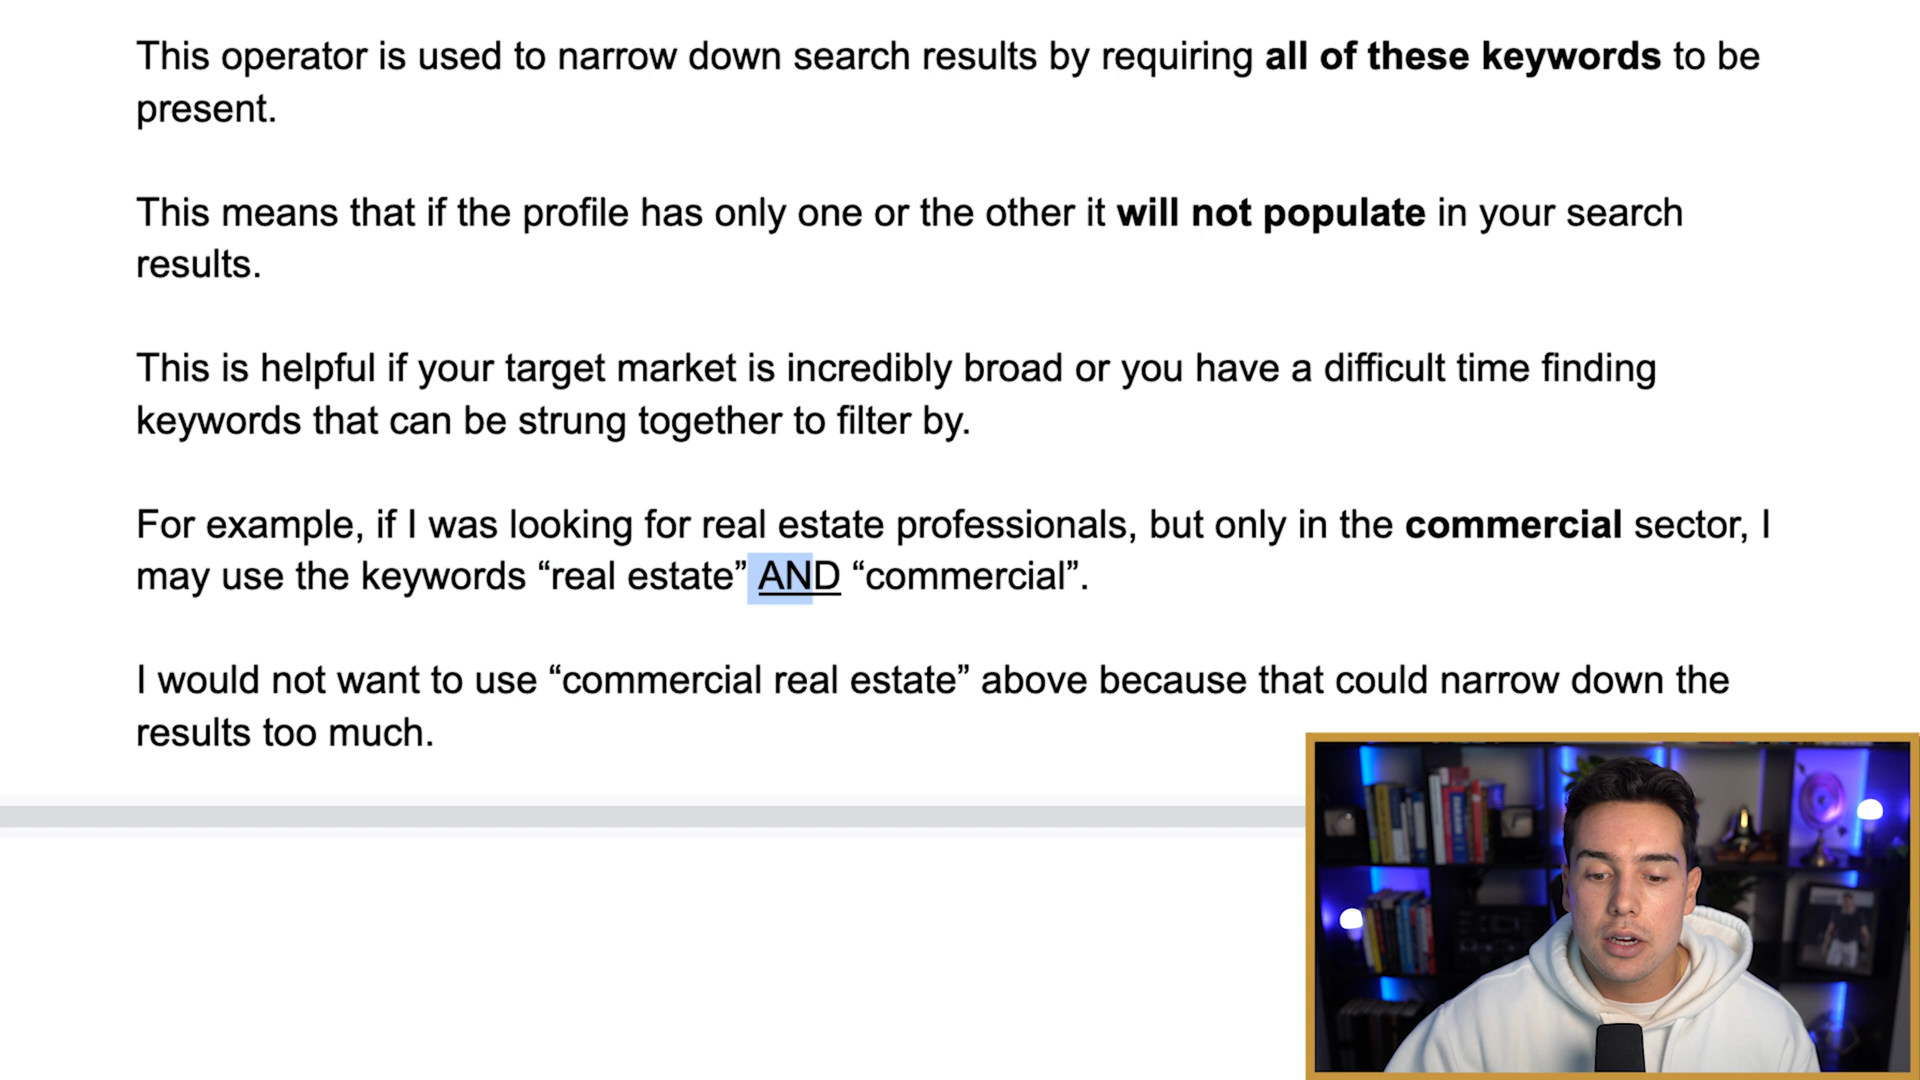 This operator is used to narrow down search results by requiring all of these keywords to be
present.
This means that if the profile has only one or the other it will not populate in your search
results.
This is helpful if your target market is incredibly broad or you have a difficult time finding
keywords that can be strung together to filter by.
For example, if I was looking for real estate professionals, but only in the commercial sector, I
may use the keywords “real estate” AND “commercial”.
I would not want to use “commercial real estate” above because that could narrow down the
results too much.